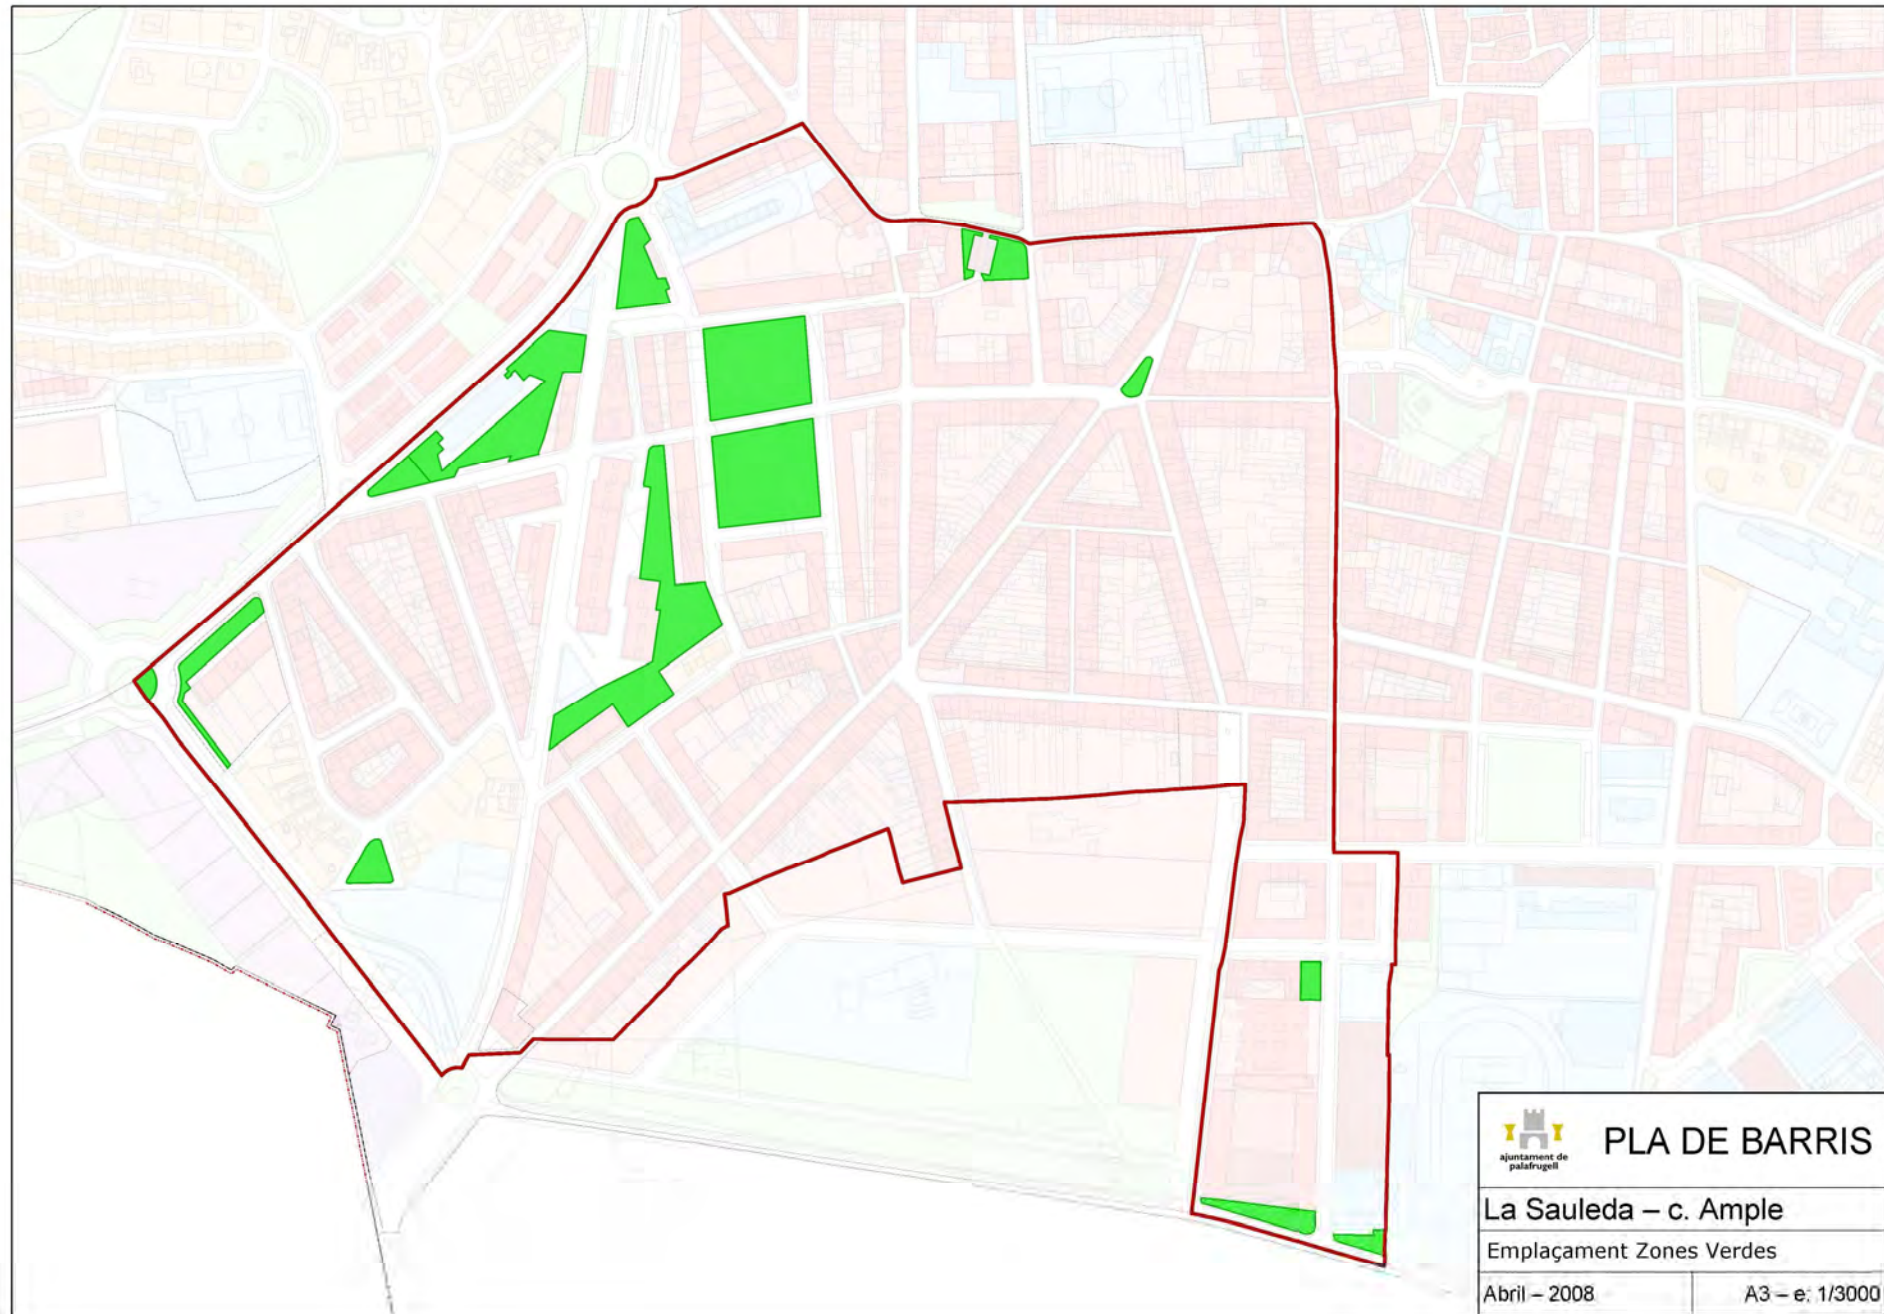 ajuntament de
palafrugell
PLA DE BARRIS
La Sauleda – c. Ample
Emplaçament Zones Verdes
Abril – 2008
A3 – e: 1/3000